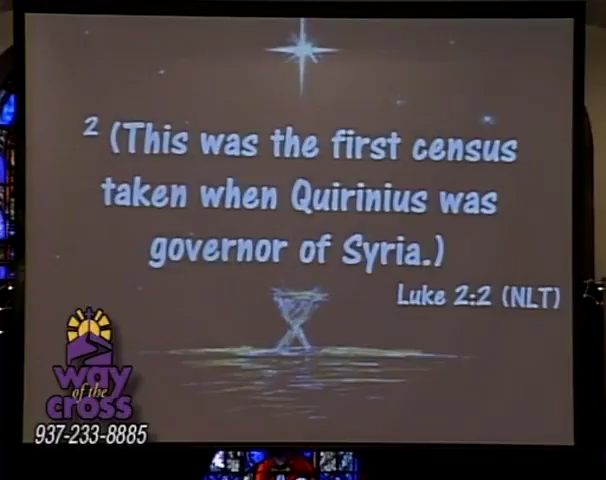 2 (This was the first census
taken when Quirinius was
governor of Syria.)
Luke 2:2 (NLT)
way
of the
cross
937-233-8885